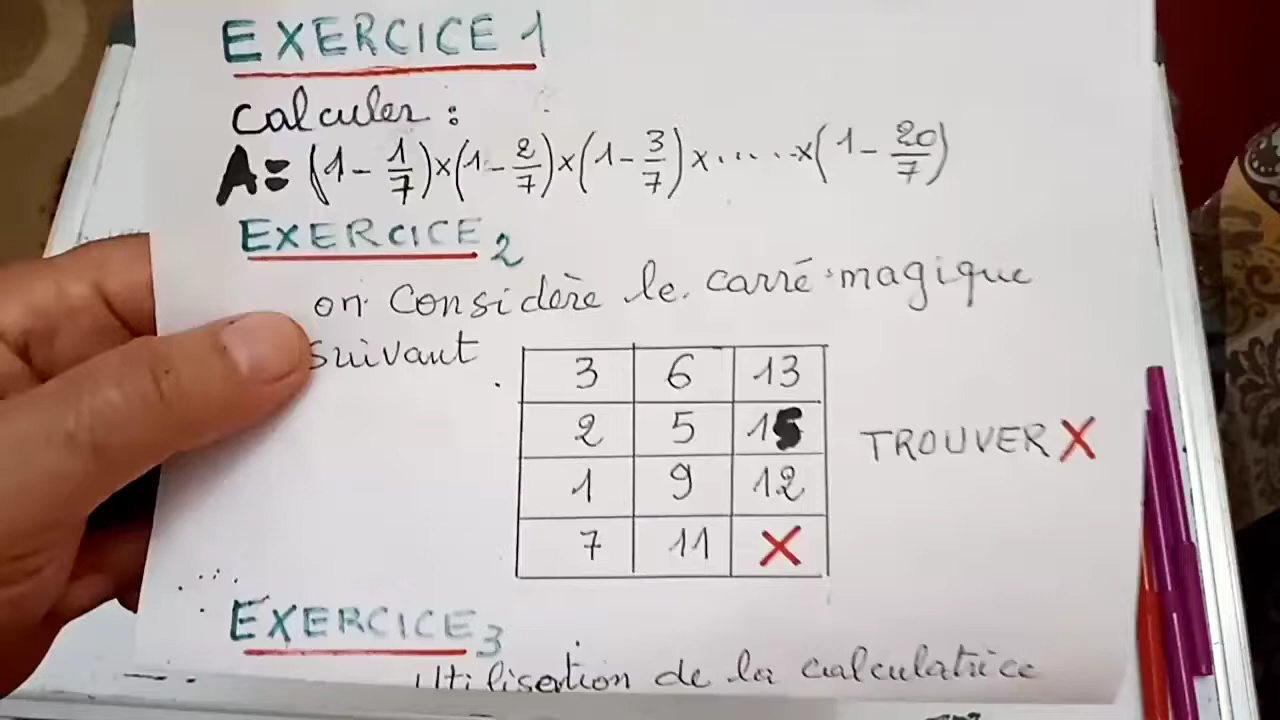 EXERCICE 1
Calculer :
A= (1 - 1/7)×(1 - 2/7)×(1 - 3/7)×.....×(1 - 20/7)
EXERCICE 2
on considère le carré magique
suivant
3 6 13
2 5 15
1 9 12
7 11 X
TROUVER X
EXERCICE 3
Utilisation de la calculatrice